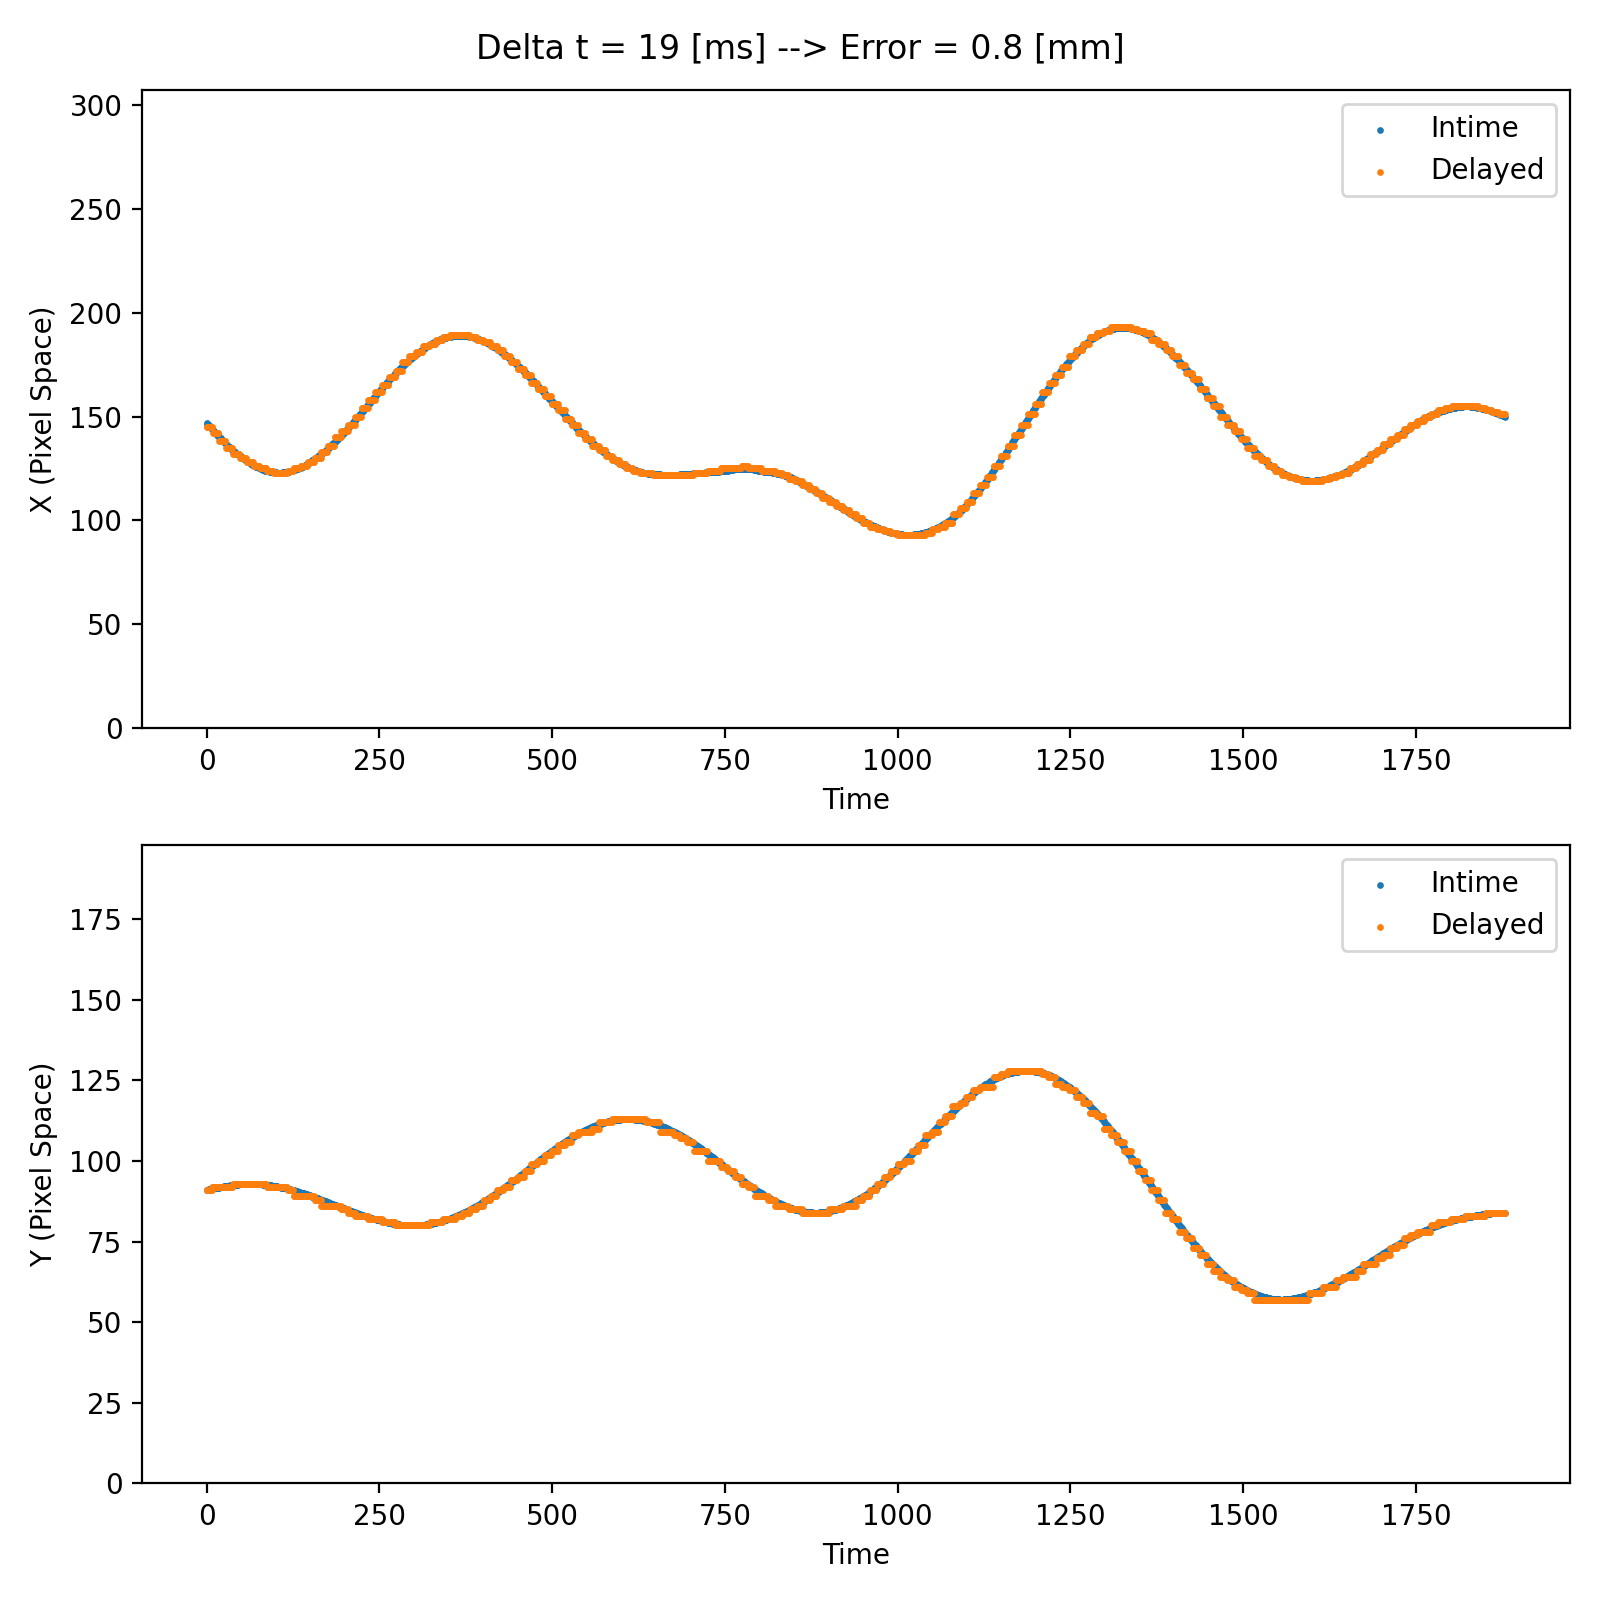 Delta t = 19 [ms] --> Error = 0.8 [mm]
300
250
200
150
100
50
0
X (Pixel Space)
Intime
Delayed
0 250 500 750 1000 1250 1500 1750
Time
175
150
125
100
75
50
25
0
Y (Pixel Space)
Intime
Delayed
0 250 500 750 1000 1250 1500 1750
Time